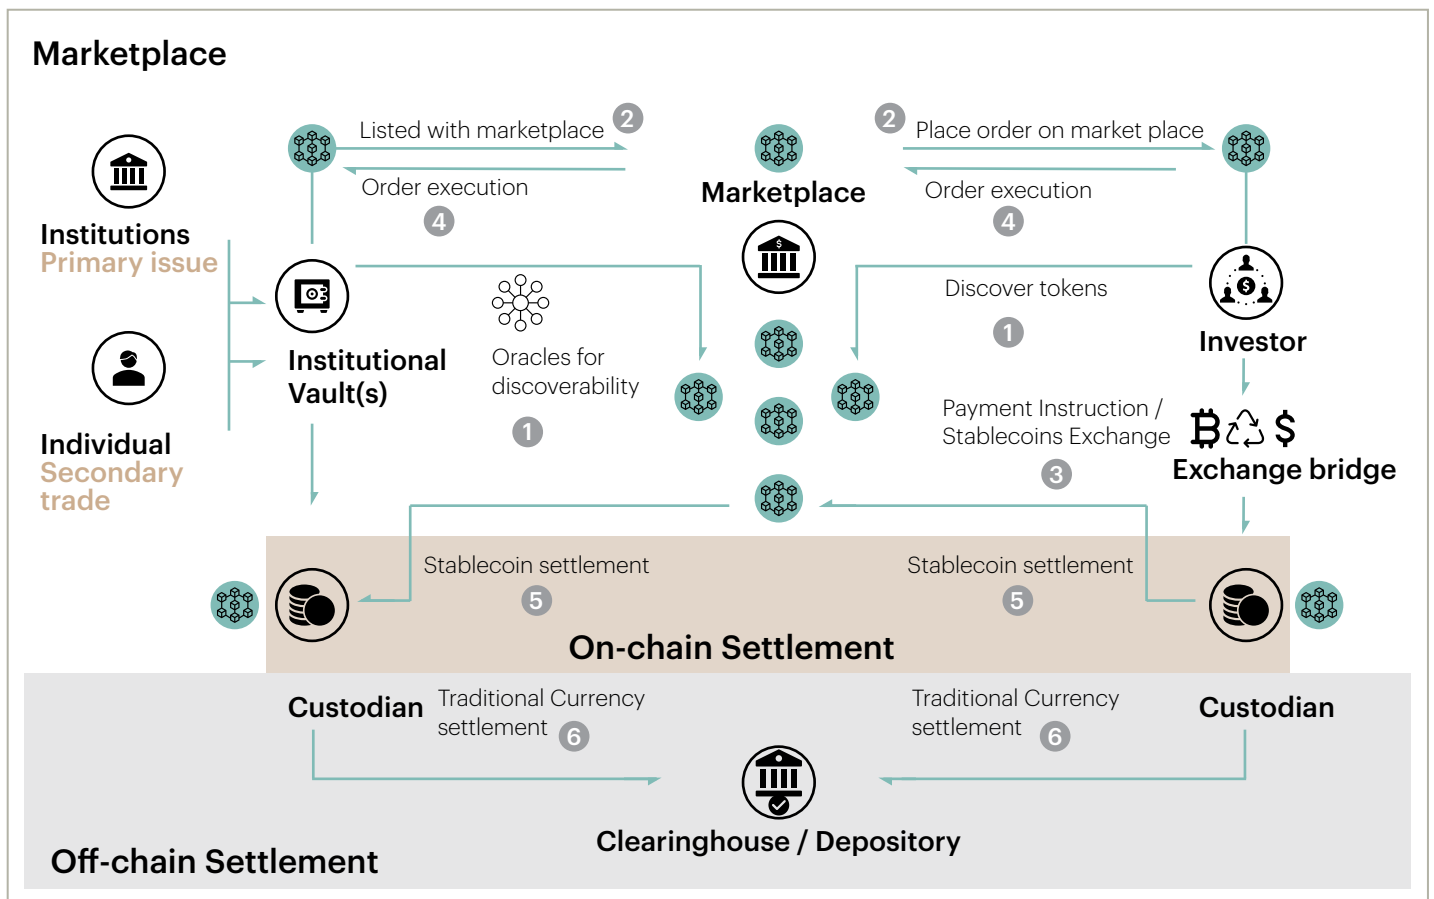 Marketplace
Listed with marketplace
2
2
Place order on market place
Order execution
4
Marketplace
Order execution
4
Institutions
Primary issue
$
Discover tokens
1
$
Investor
Institutional
Vault(s)
Oracles for
discoverability
1
Individual
Secondary
trade
Payment Instruction /
Stablecoins Exchange
3
₿ $
Exchange bridge
Stablecoin settlement
5
Stablecoin settlement
5
On-chain Settlement
Custodian
Traditional Currency
settlement
6
Traditional Currency
settlement
6
Custodian
Clearinghouse / Depository
Off-chain Settlement